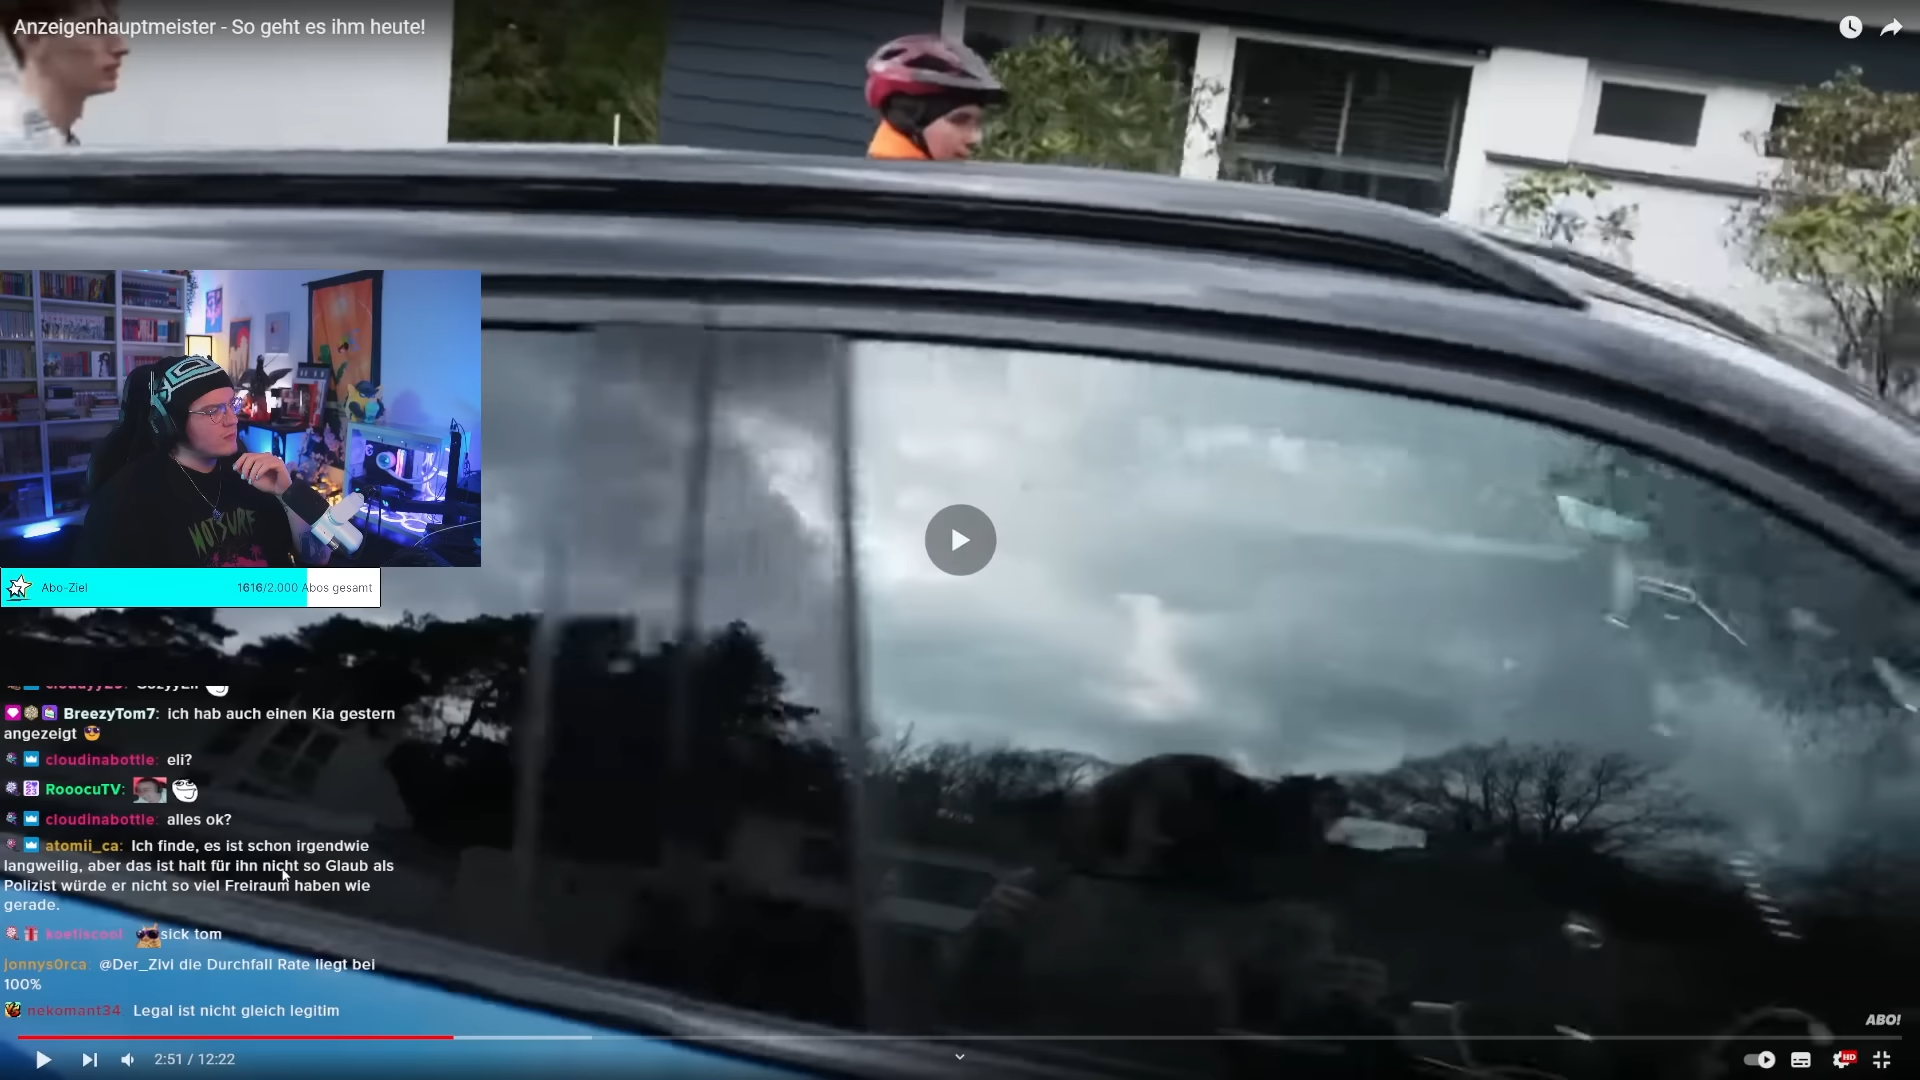 Anzeigenhauptmeister - So geht es ihm heute!
NOTSURF
Abo-Ziel 1616/2.000 Abos gesamt
BreezyTom7: ich hab auch einen Kia gestern
angezeigt
cloudinabottle: eli?
RooocuTV:
cloudinabottle: alles ok?
atomii_ca: Ich finde, es ist schon irgendwie
langweilig, aber das ist halt für ihn nicht so Glaub als
Polizist würde er nicht so viel Freiraum haben wie
gerade.
koetiscool sick tom
jonnys0rca: @Der_Zivi die Durchfall Rate liegt bei
100%
nekomant34 Legal ist nicht gleich legitim
ABO!
2:51 / 12:22
HD